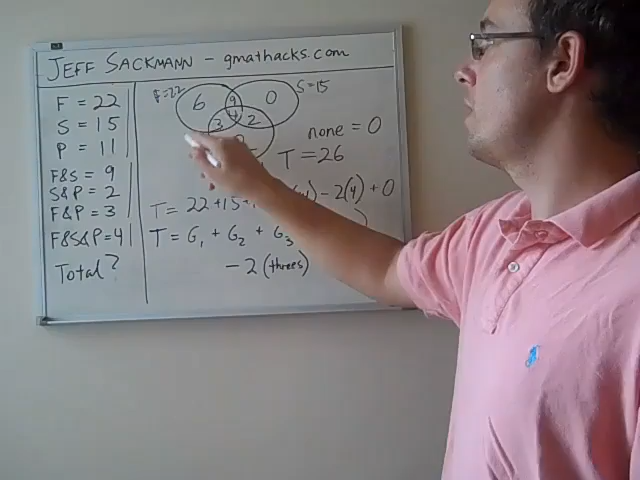 JEFF SACKMANN - gmathacks.com
F = 22
S = 15
P = 11
F&S = 9
S&P = 2
F&P = 3
F&S&P = 4
Total?
F=22
S=15
6
9
0
4
3
2
none = 0
T = 26
T = 22+15+
- 2(4) + 0
T = G1 + G2 + G3
- 2 (threes)